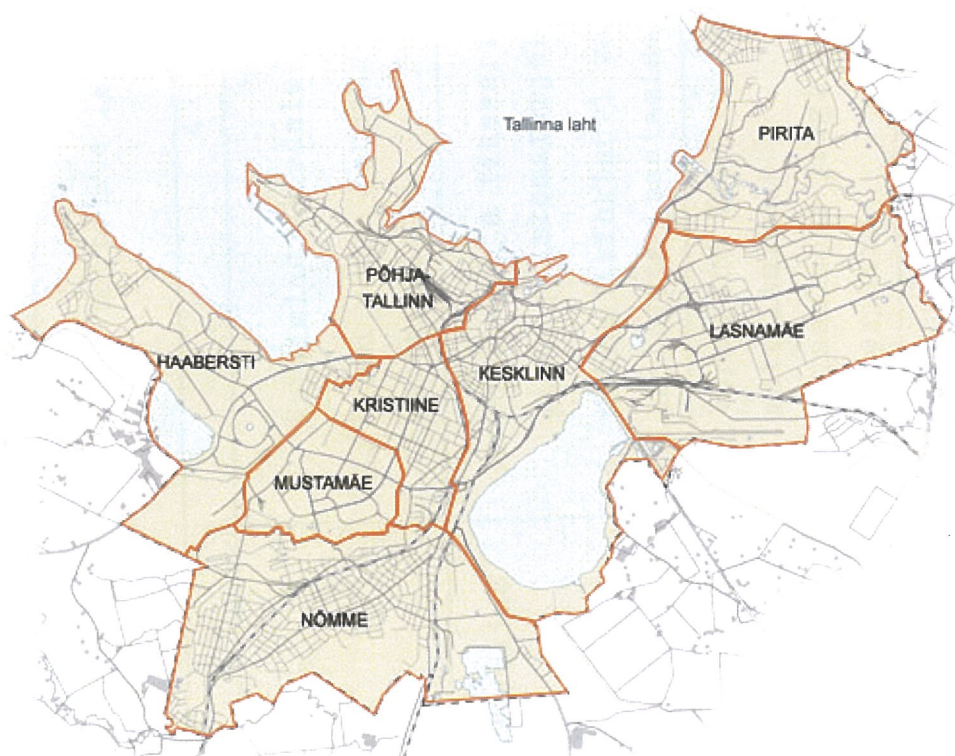 Tallinna laht
PIRITA
PÕHJA-
TALLINN
LASNAMÄE
HAABERSTI
KESKLINN
KRISTIINE
MUSTAMÄE
NÕMME